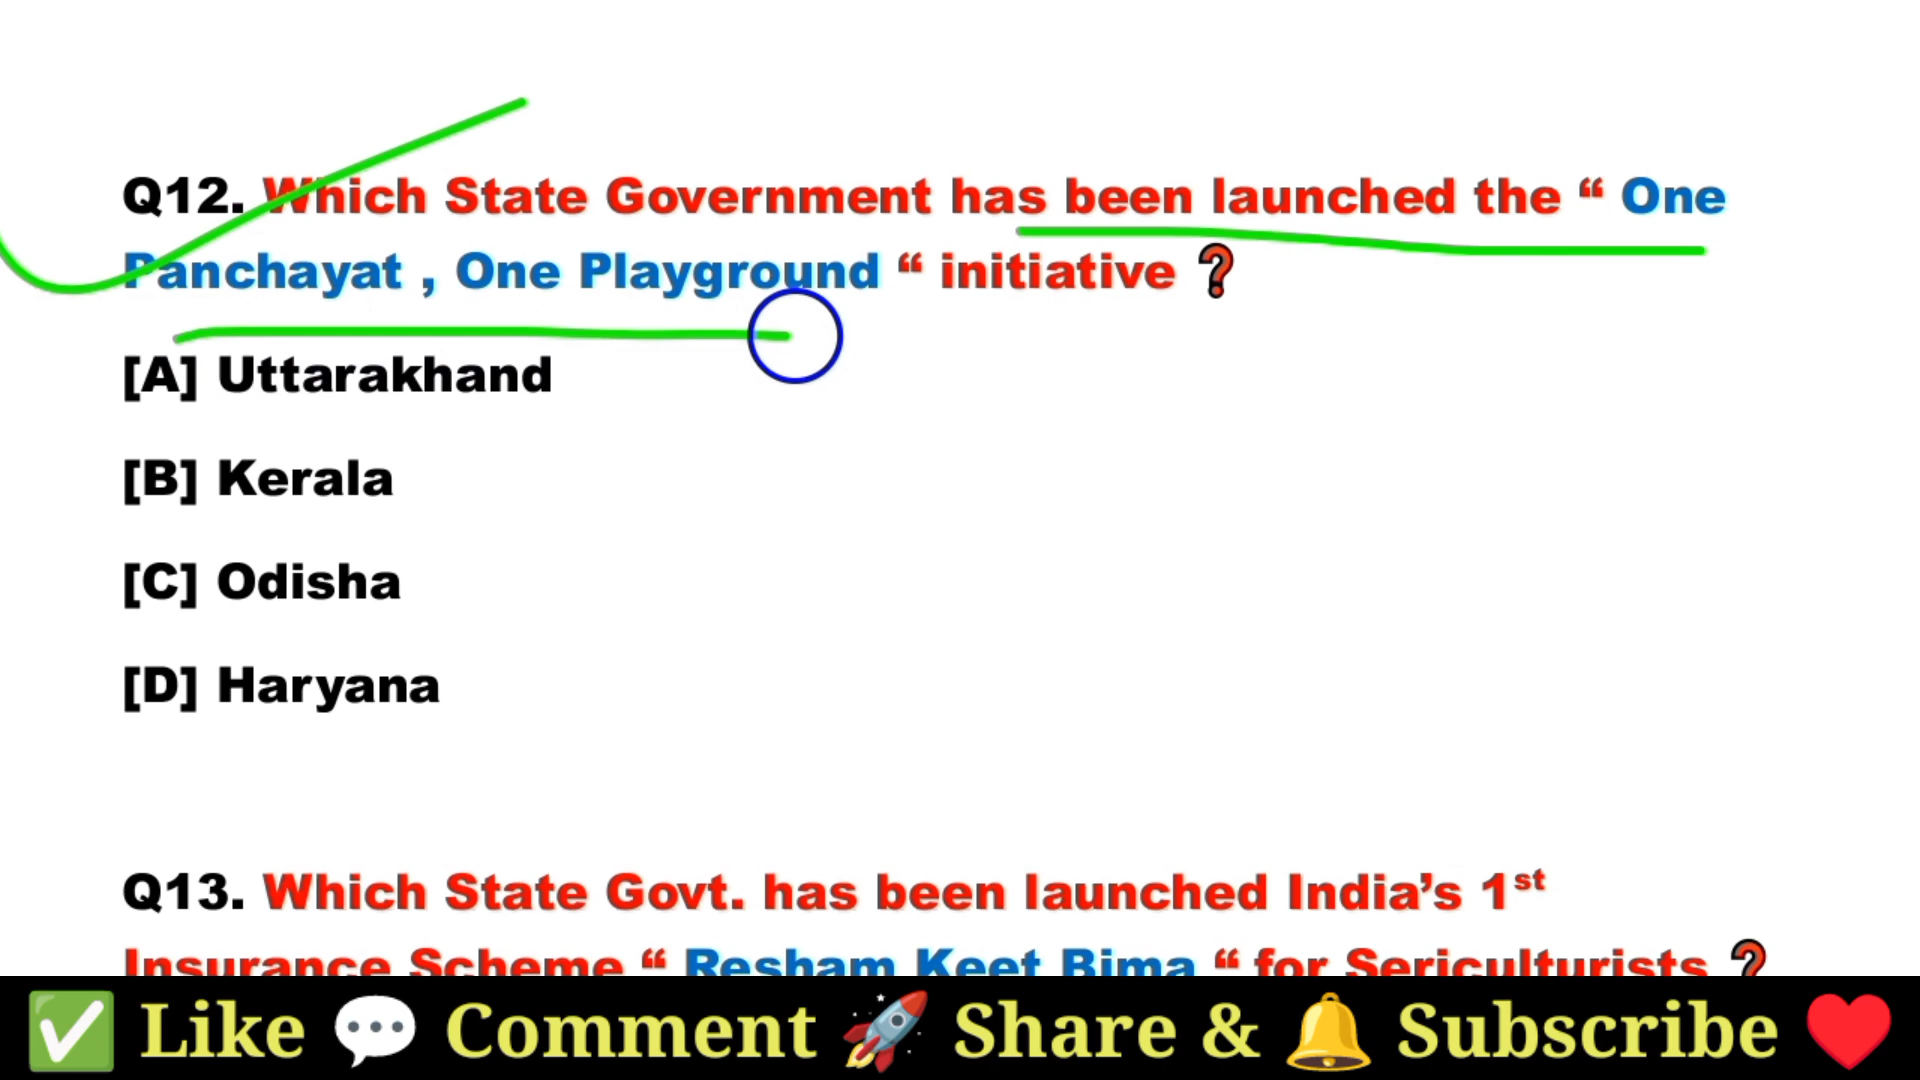 Q12. Which State Government has been launched the “ One
Panchayat , One Playground “ initiative ❓
[A] Uttarakhand
[B] Kerala
[C] Odisha
[D] Haryana
Q13. Which State Govt. has been launched India’s 1st
Insurance Scheme “ Resham Keet Bima “ for Sericulturists ❓
✅ Like 💬 Comment 🚀 Share & 🔔 Subscribe ❤️